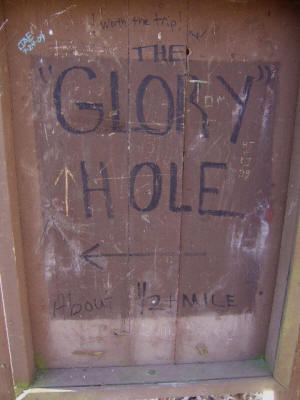 ! Worth the trip!
THE
"GLORY"
HOLE
About 1/2 + MILE